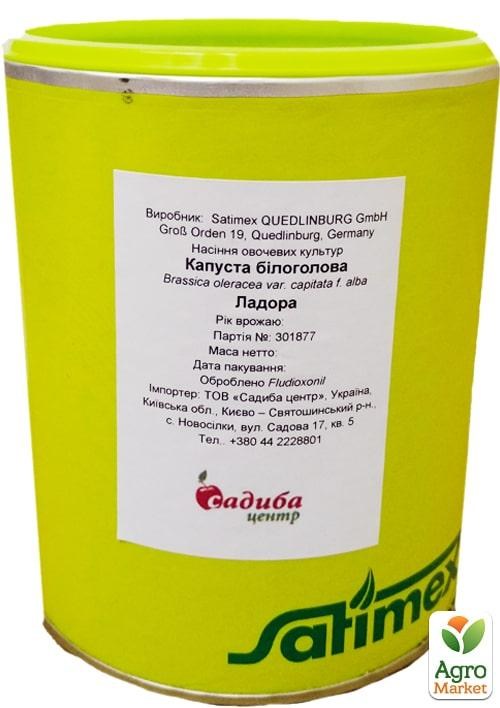 Виробник: Satimex QUEDLINBURG GmbH
Groß Orden 19, Quedlinburg, Germany
Насіння овочевих культур
Капуста білоголова
Brassica oleracea var. capitata f. alba
Ладора
Рік врожаю:
Партія №: 301877
Маса нетто:
Дата пакування:
Оброблено Fludioxonil
Імпортер: ТОВ «Садиба центр», Україна,
Київська обл., Києво – Святошинський р-н.,
с. Новосілки, вул. Садова 17, кв. 5
Тел.. +380 44 2228801
Садиба
центр
Satimex
Agro
Market